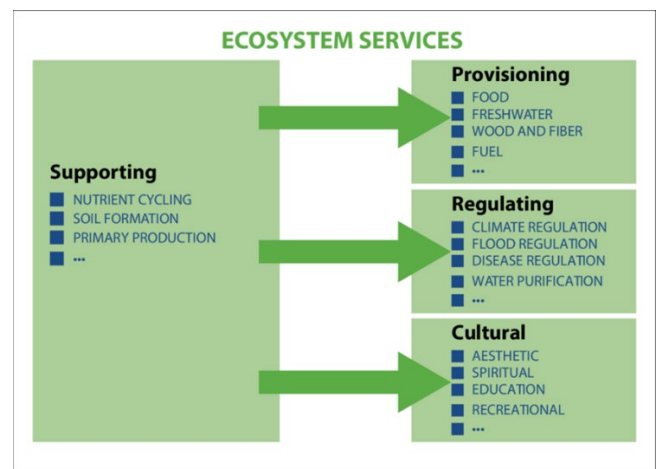 ECOSYSTEM SERVICES
Supporting
NUTRIENT CYCLING
SOIL FORMATION
PRIMARY PRODUCTION
...
Provisioning
FOOD
FRESHWATER
WOOD AND FIBER
FUEL
...
Regulating
CLIMATE REGULATION
FLOOD REGULATION
DISEASE REGULATION
WATER PURIFICATION
...
Cultural
AESTHETIC
SPIRITUAL
EDUCATION
RECREATIONAL
...